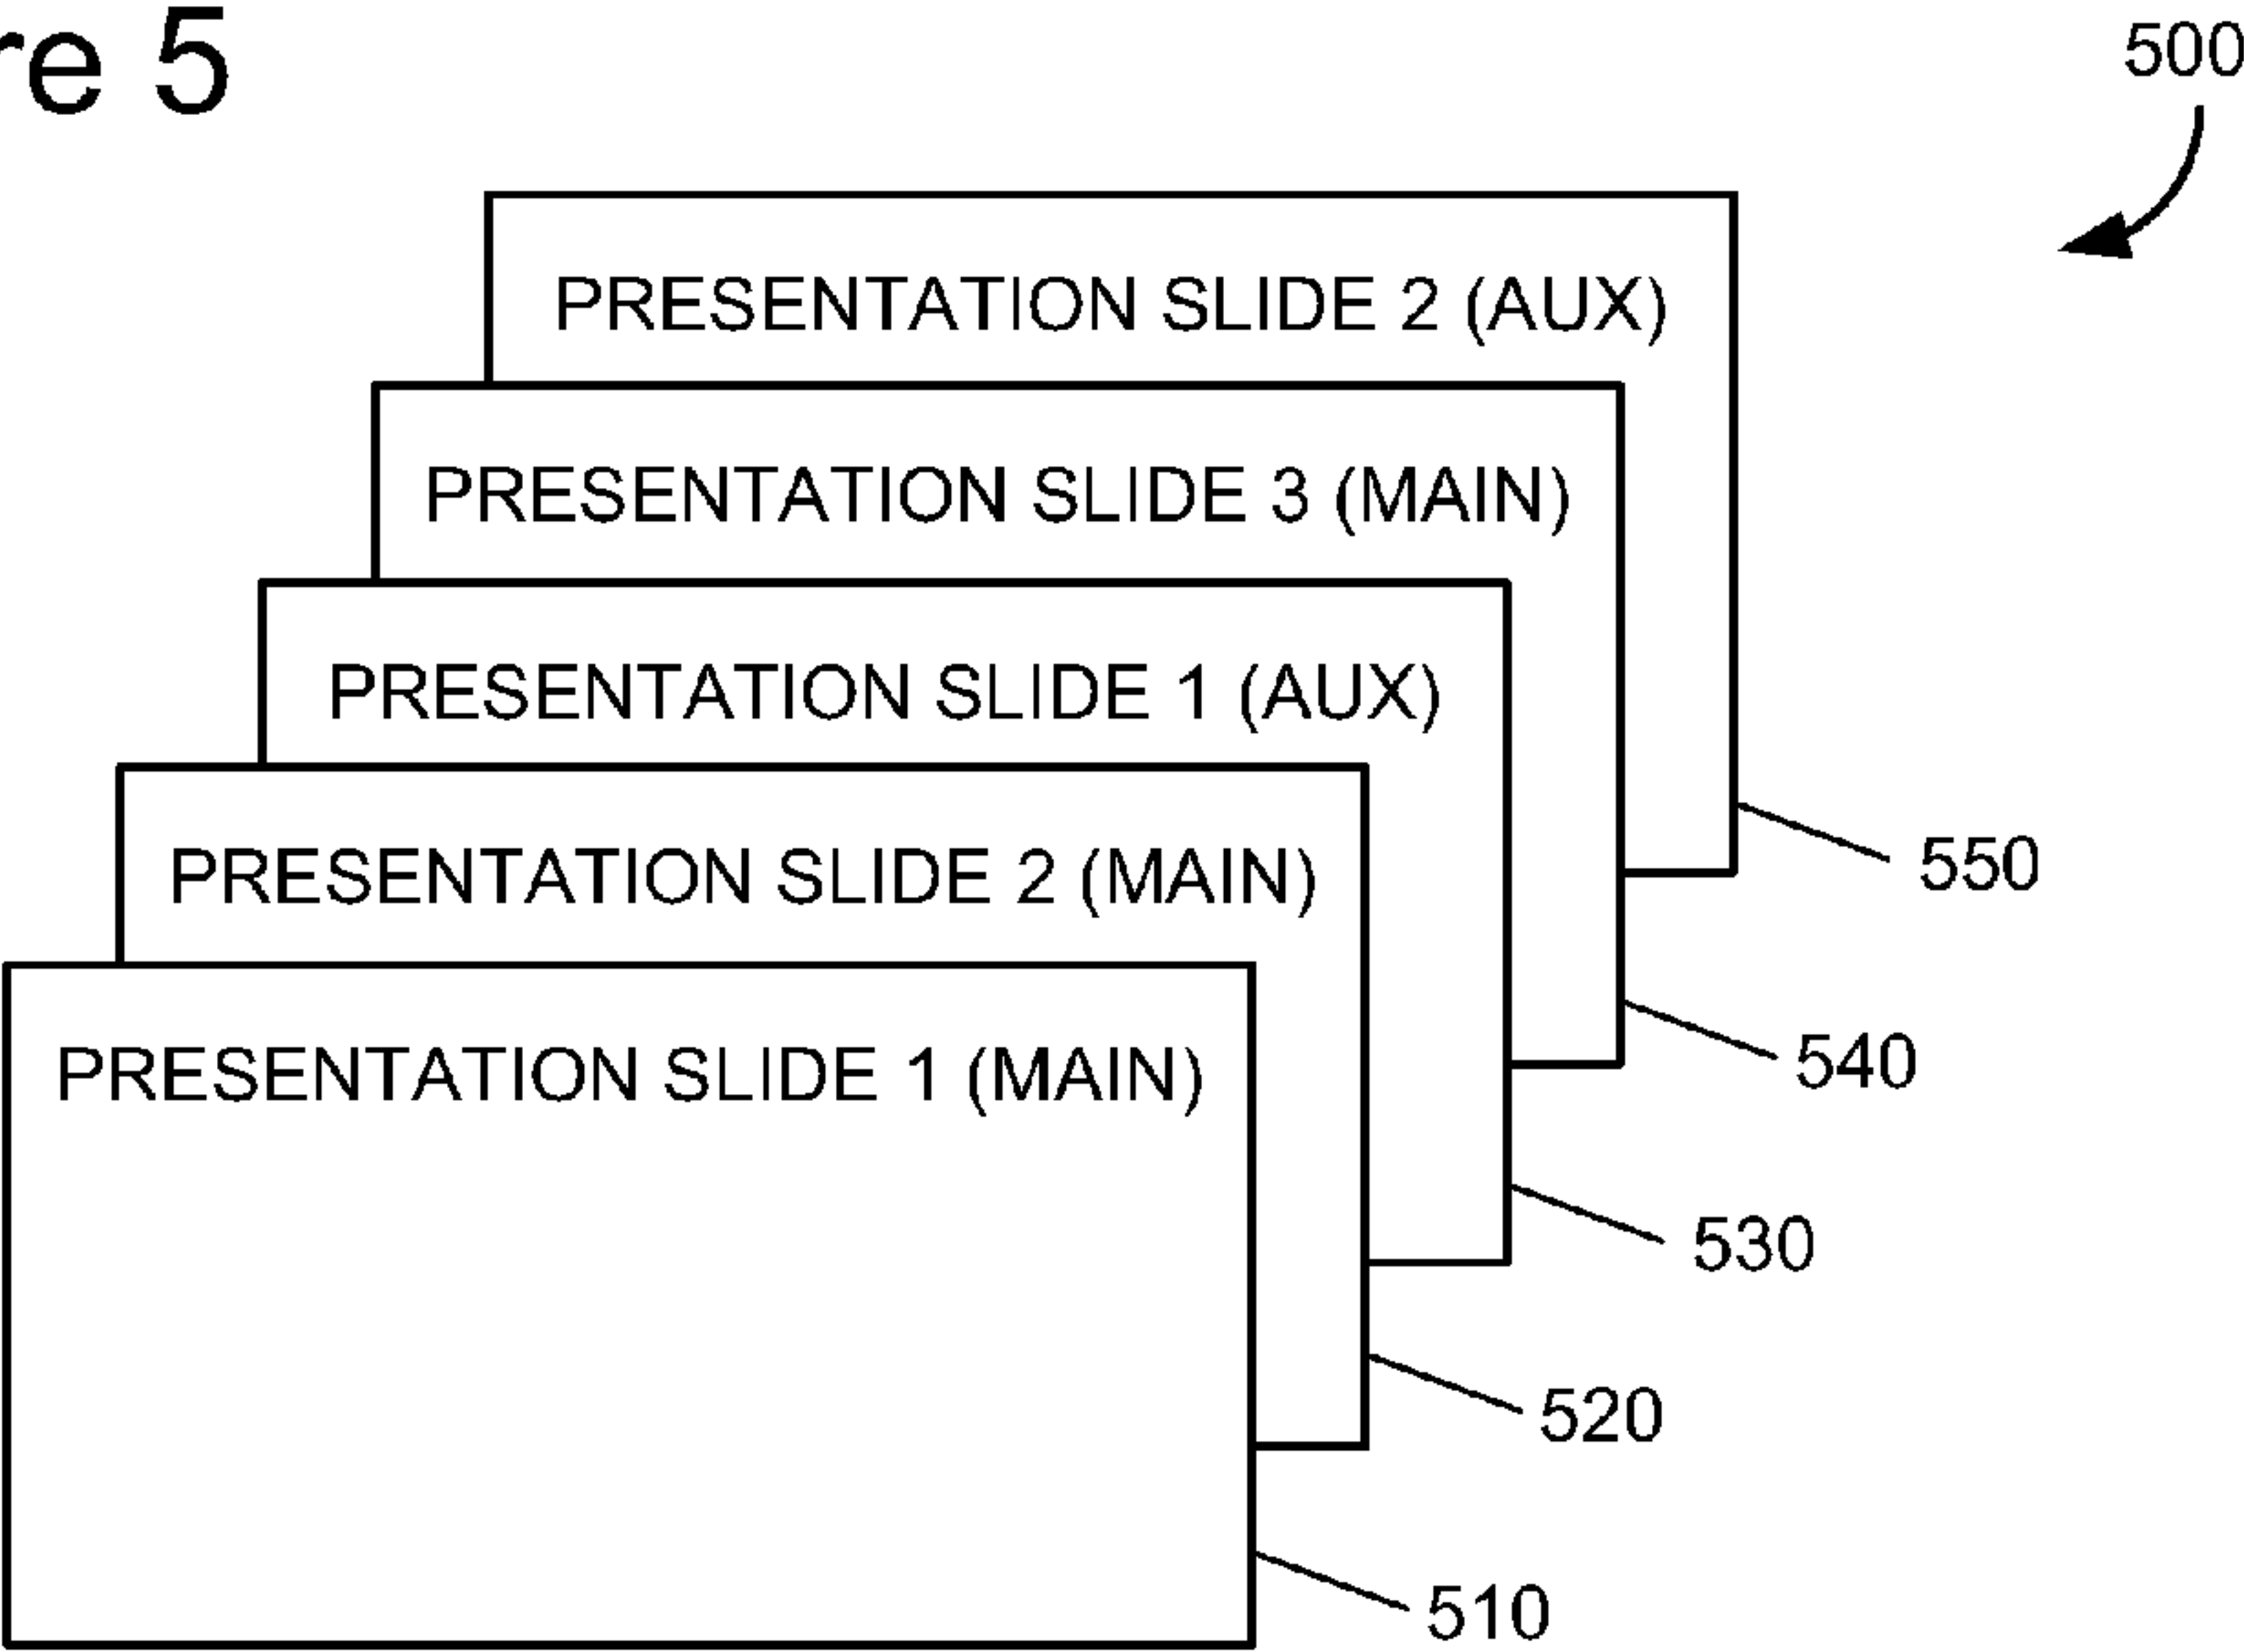 re 5
500
PRESENTATION SLIDE 2 (AUX)
PRESENTATION SLIDE 3 (MAIN)
PRESENTATION SLIDE 1 (AUX)
PRESENTATION SLIDE 2 (MAIN)
550
PRESENTATION SLIDE 1 (MAIN)
540
530
520
510